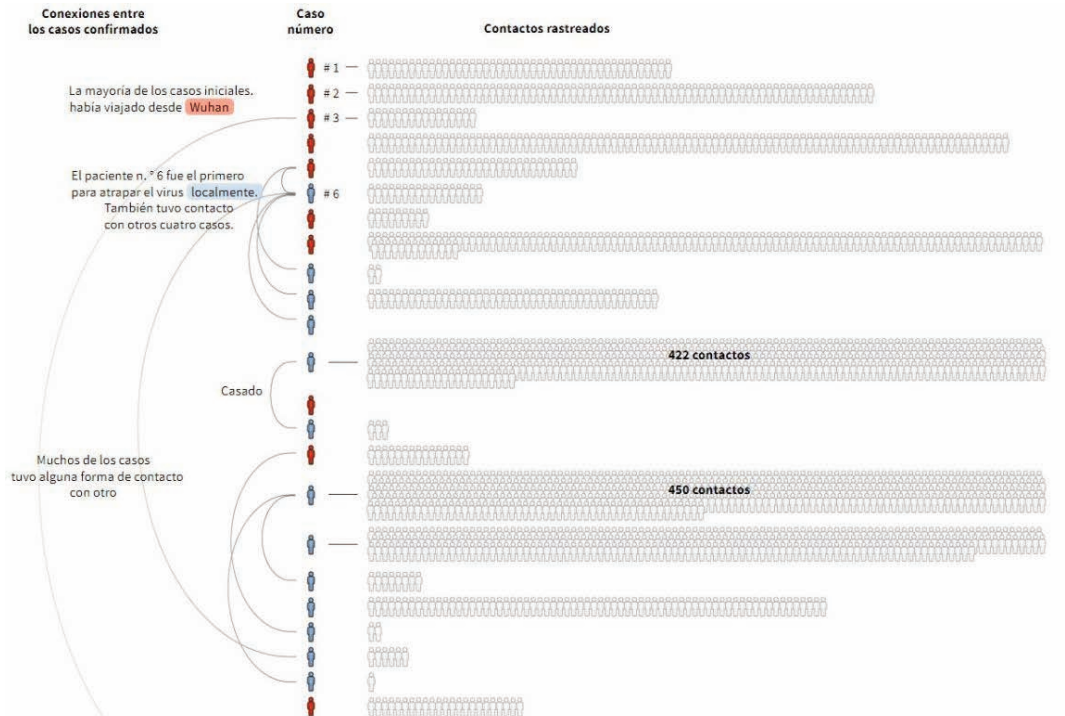 Conexiones entre
los casos confirmados
Caso
número
Contactos rastreados
# 1
La mayoría de los casos iniciales.
había viajado desde Wuhan
# 2
# 3
El paciente n. ° 6 fue el primero
para atrapar el virus localmente.
También tuvo contacto
con otros cuatro casos.
# 6
422 contactos
Casado
Muchos de los casos
tuvo alguna forma de contacto
con otro
450 contactos